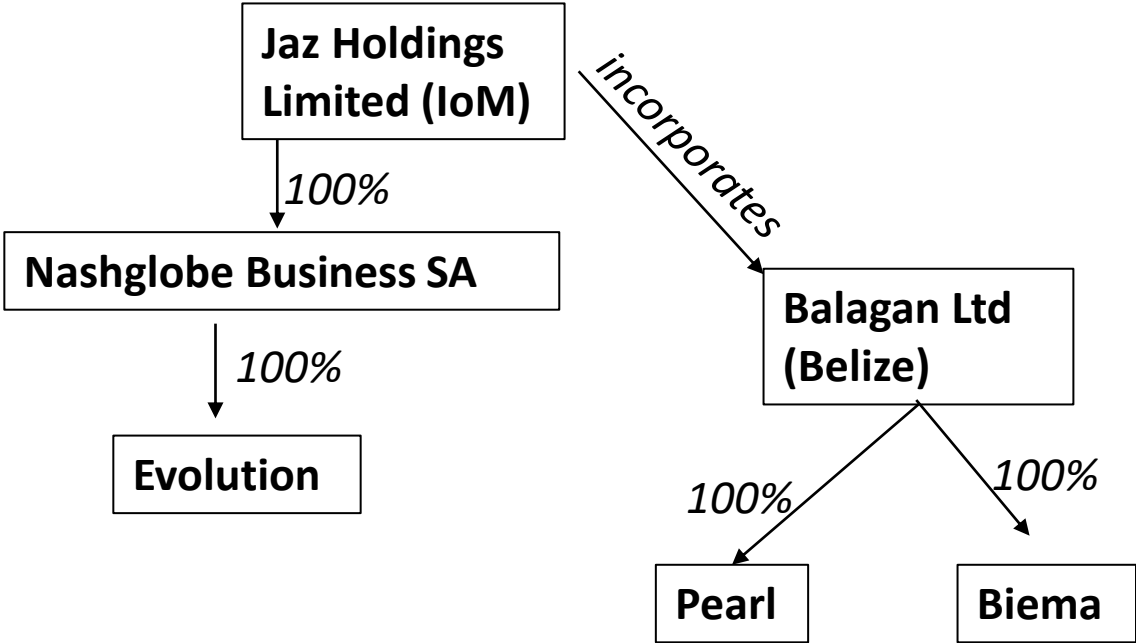 Jaz Holdings
Limited (IoM)
incorporates
100%
Nashglobe Business SA
Balagan Ltd
(Belize)
100%
Evolution
100%
100%
Pearl
Biema